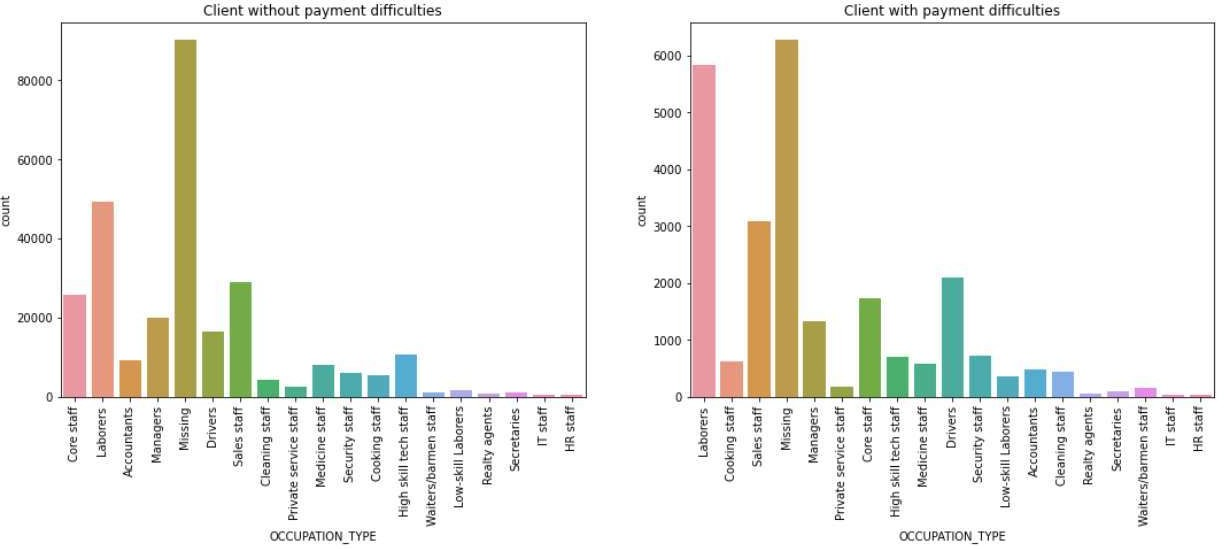 Client without payment difficulties
count
80000
60000
40000
20000
0
Core staff
Laborers
Accountants
Managers
Missing
Drivers
Sales staff
Cleaning staff
Private service staff
Medicine staff
Security staff
Cooking staff
High skill tech staff
Waiters/barmen staff
Low-skill Laborers
Realty agents
Secretaries
IT staff
HR staff
OCCUPATION_TYPE
Client with payment difficulties
count
6000
5000
4000
3000
2000
1000
0
Laborers
Cooking staff
Sales staff
Missing
Managers
Private service staff
Core staff
High skill tech staff
Medicine staff
Drivers
Security staff
Low-skill Laborers
Accountants
Cleaning staff
Realty agents
Secretaries
Waiters/barmen staff
IT staff
HR staff
OCCUPATION_TYPE